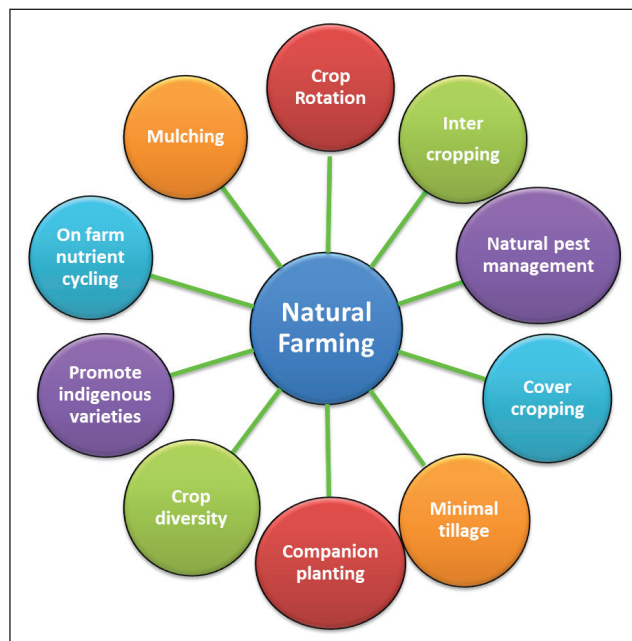 Crop
Rotation
Inter
cropping
Natural pest
management
Cover
cropping
Minimal
tillage
Companion
planting
Crop
diversity
Promote
indigenous
varieties
On farm
nutrient
cycling
Mulching
Natural
Farming